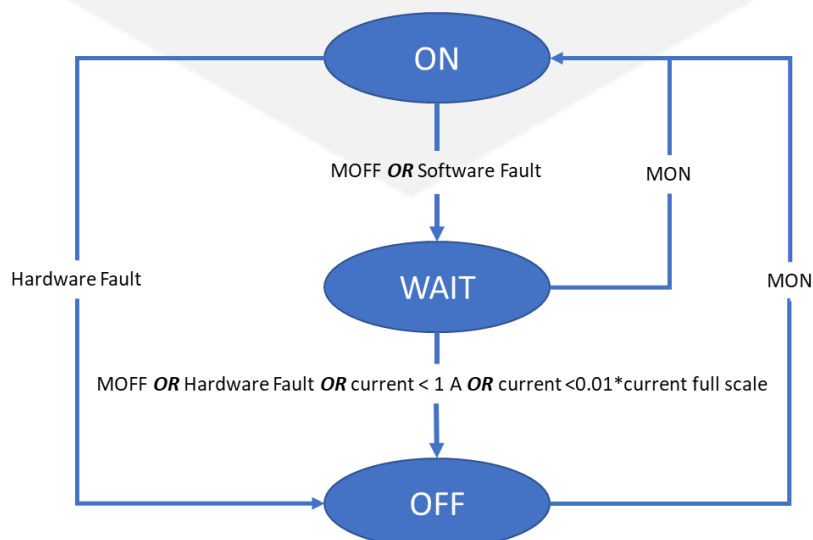 ON
MOFF OR Software Fault
MON
Hardware Fault
WAIT
MON
MOFF OR Hardware Fault OR current < 1 A OR current <0.01*current full scale
OFF